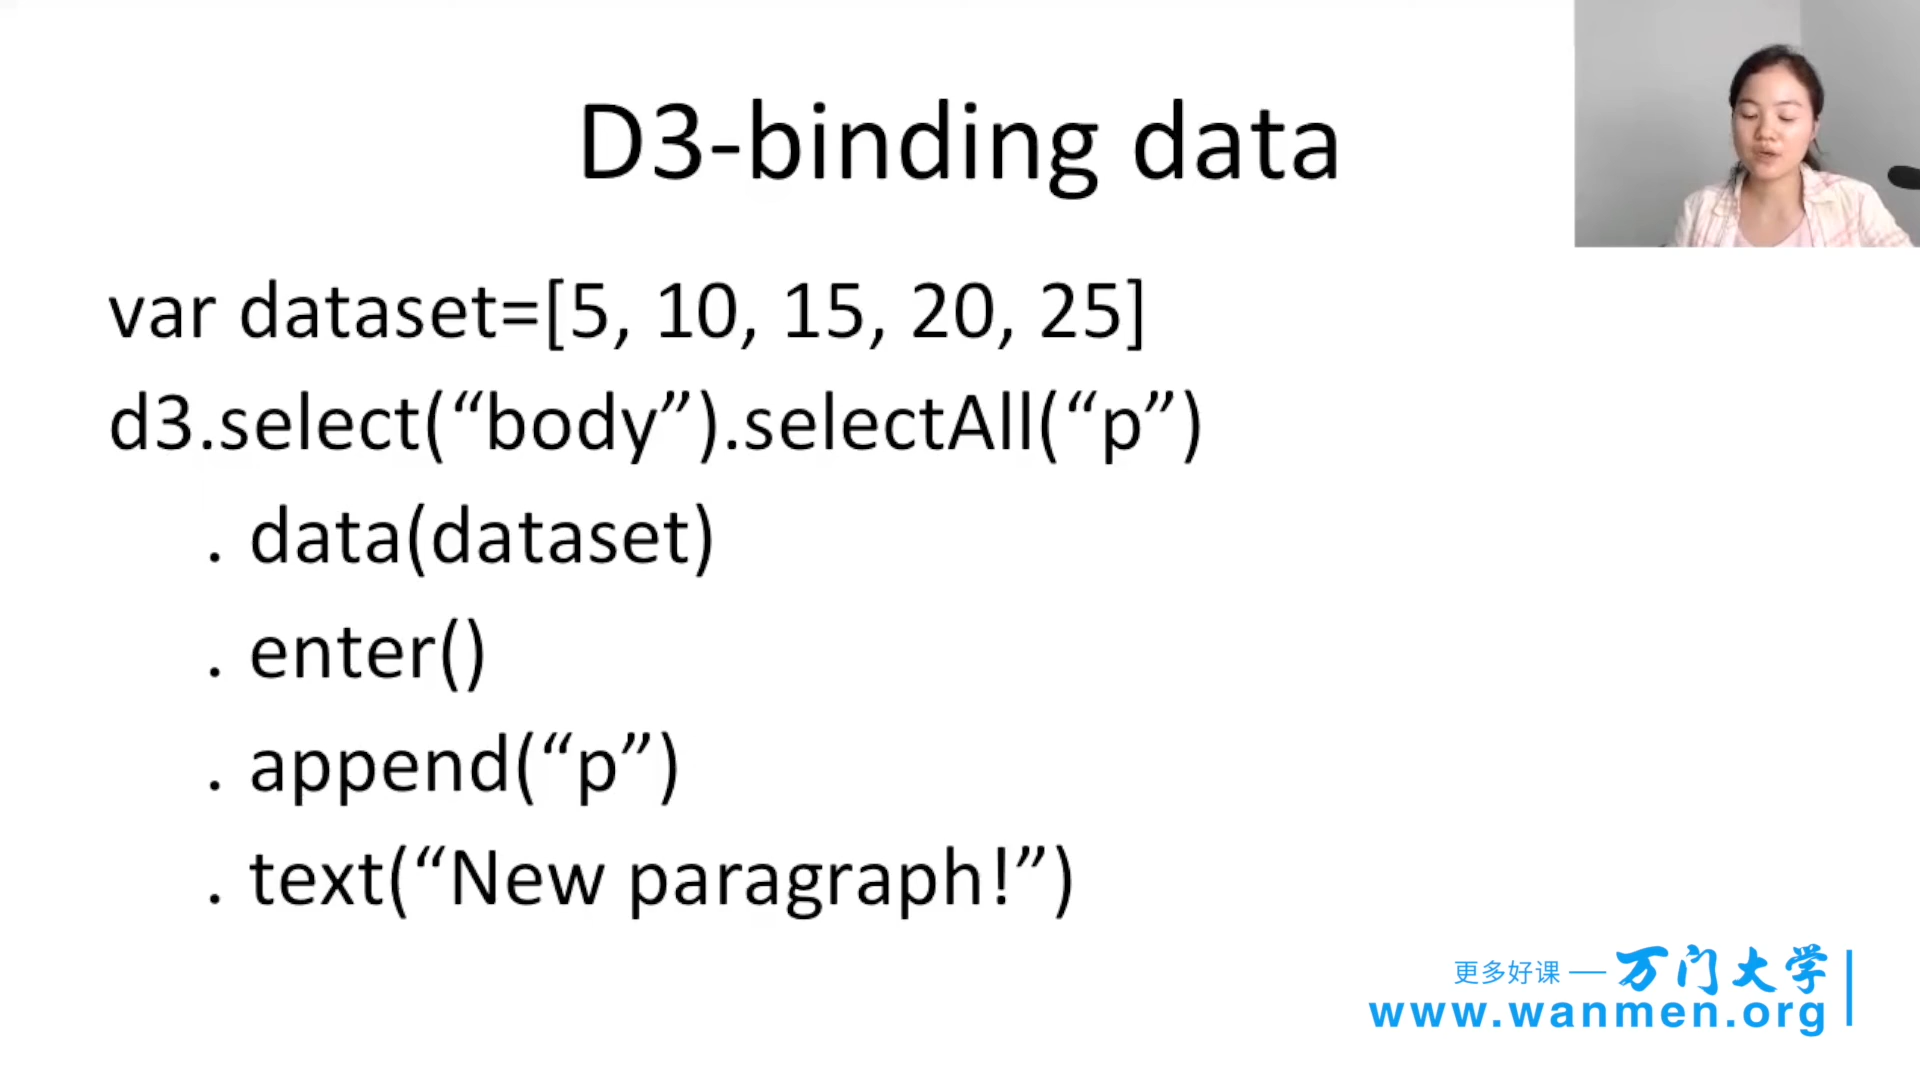 D3-binding data
var dataset=[5, 10, 15, 20, 25]
d3.select(“body”).selectAll(“p”)
. data(dataset)
. enter()
. append(“p”)
. text(“New paragraph!”)
更多好课 — 万门大学
www.wanmen.org